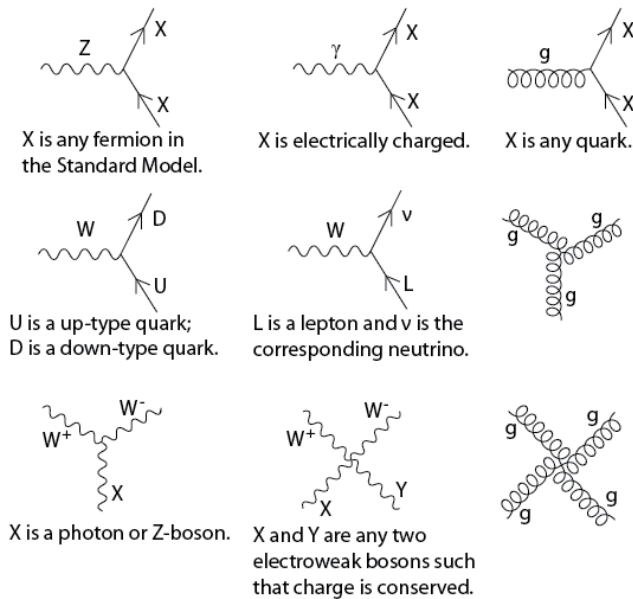 Z
X
X
X is any fermion in
the Standard Model.
γ
X
X
X is electrically charged.
g
X
X
X is any quark.
W
D
U
U is a up-type quark;
D is a down-type quark.
W
ν
L
L is a lepton and ν is the
corresponding neutrino.
g
g
g
W⁺
W⁻
X
X is a photon or Z-boson.
W⁺
W⁻
X
Y
X and Y are any two
electroweak bosons such
that charge is conserved.
g
g
g
g